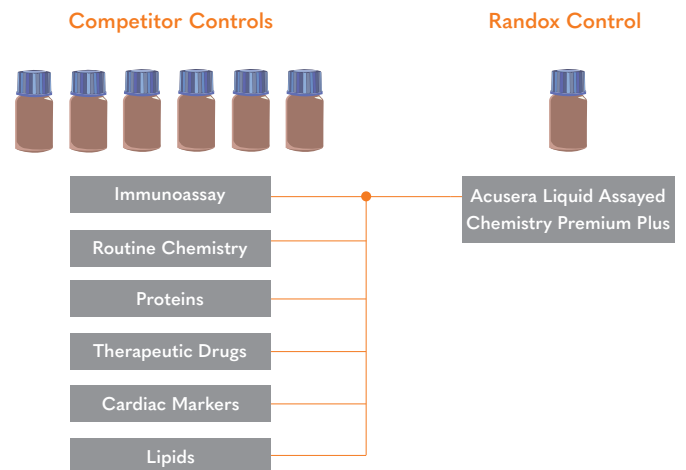 Competitor Controls
Randox Control
Immunoassay
Routine Chemistry
Proteins
Therapeutic Drugs
Cardiac Markers
Lipids
Acusera Liquid Assayed
Chemistry Premium Plus